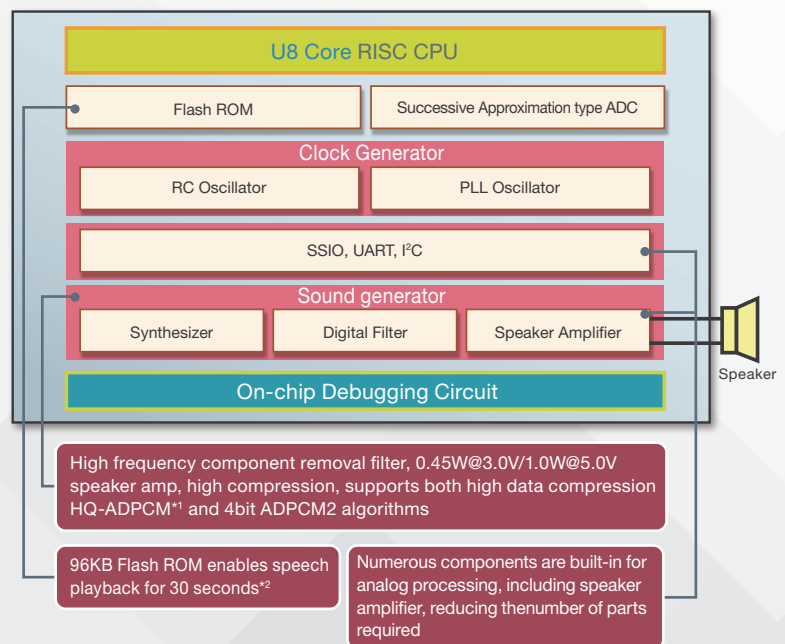 U8 Core RISC CPU
Flash ROM
Successive Approximation type ADC
Clock Generator
RC Oscillator
PLL Oscillator
SSIO, UART, I²C
Sound generator
Synthesizer
Digital Filter
Speaker Amplifier
Speaker
On-chip Debugging Circuit
High frequency component removal filter, 0.45W@3.0V/1.0W@5.0V
speaker amp, high compression, supports both high data compression
HQ-ADPCM*1 and 4bit ADPCM2 algorithms
96KB Flash ROM enables speech
playback for 30 seconds*2
Numerous components are built-in for
analog processing, including speaker
amplifier, reducing thenumber of parts
required